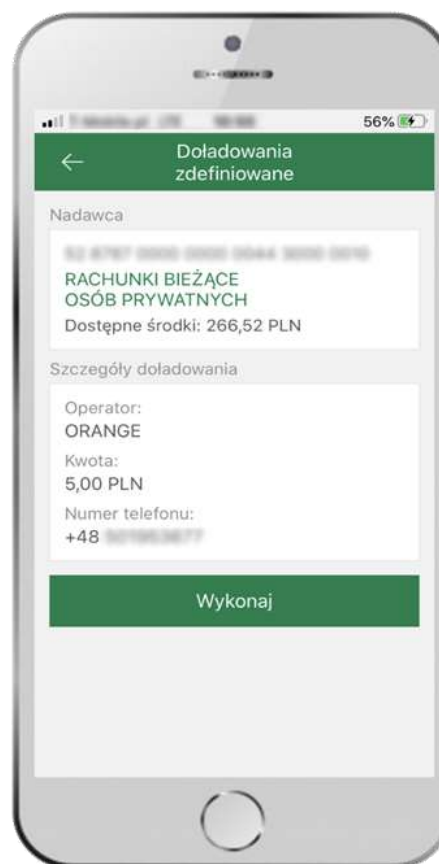 56%
Doładowania
zdefiniowane
Nadawca
RACHUNKI BIEŻĄCE
OSÓB PRYWATNYCH
Dostępne środki: 266,52 PLN
Szczegóły doładowania
Operator:
ORANGE
Kwota:
5,00 PLN
Numer telefonu:
+48
Wykonaj